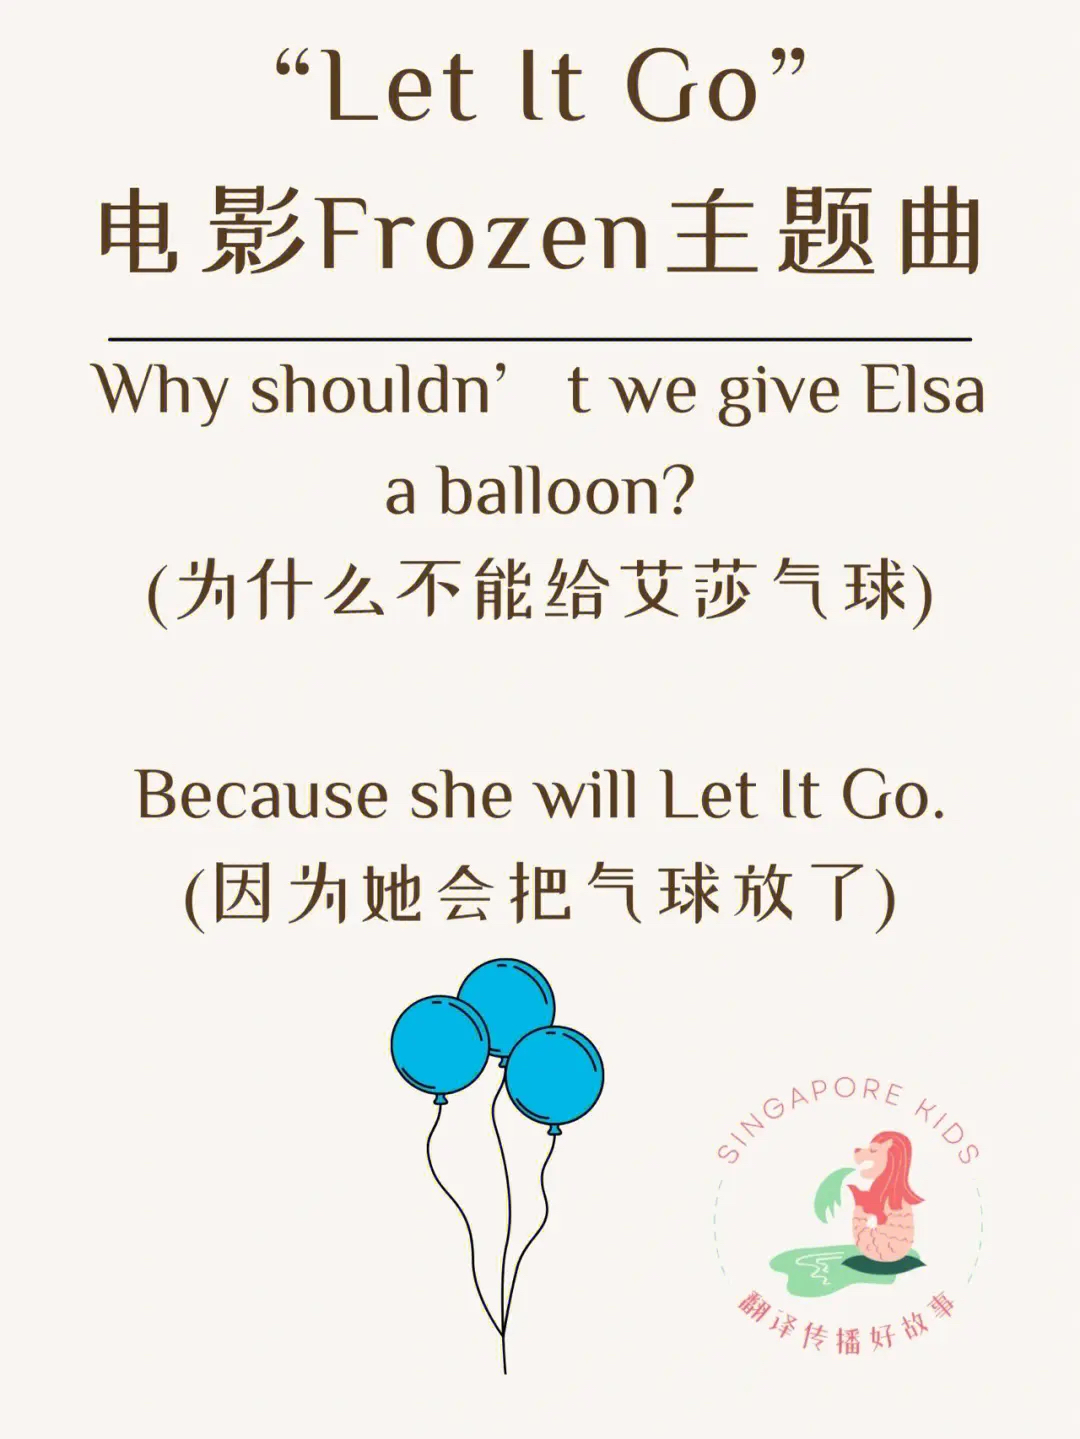 “Let It Go”
电影Frozen主题曲
Why shouldn’t we give Elsa
a balloon?
(为什么不能给艾莎气球)
Because she will Let It Go.
(因为她会把气球放了)
SINGAPORE KIDS
翻译传播好故事